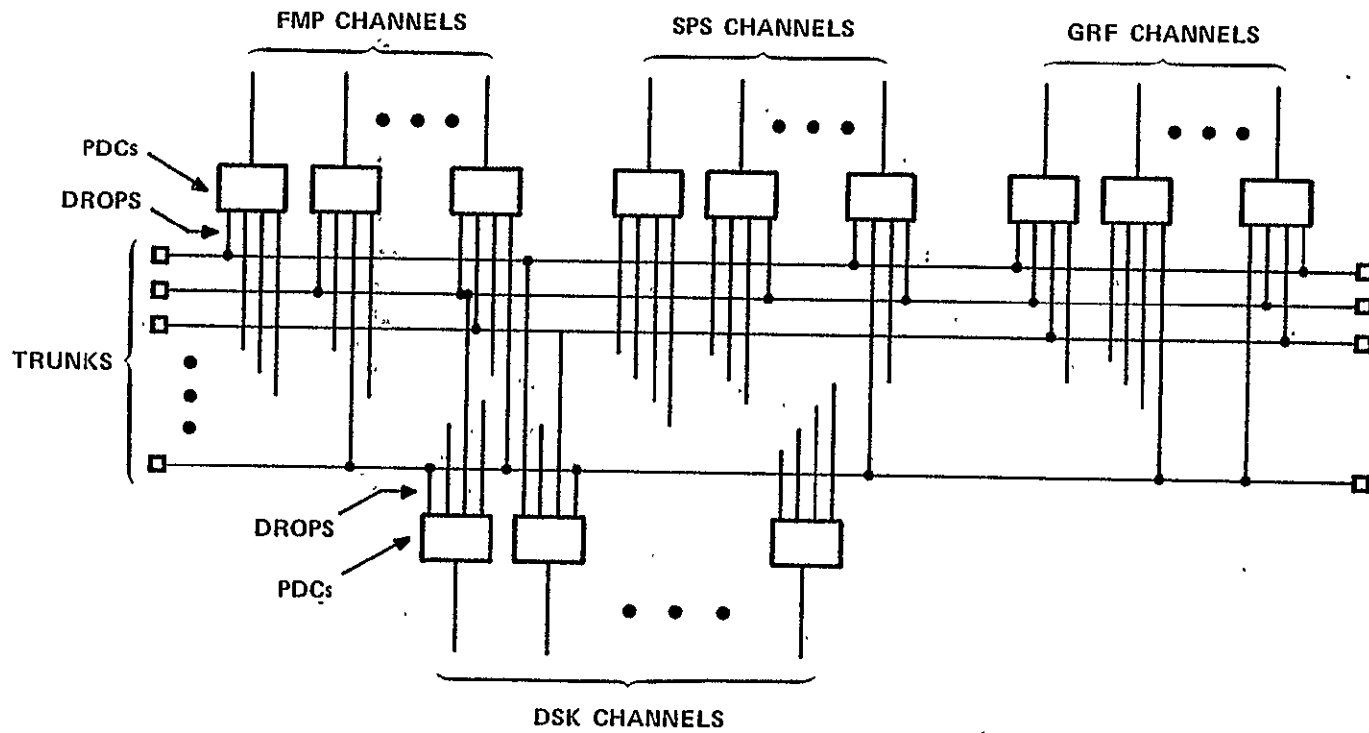 FMP CHANNELS
SPS CHANNELS
GRF CHANNELS
PDCs
DROPS
TRUNKS
DROPS
PDCs
DSK CHANNELS